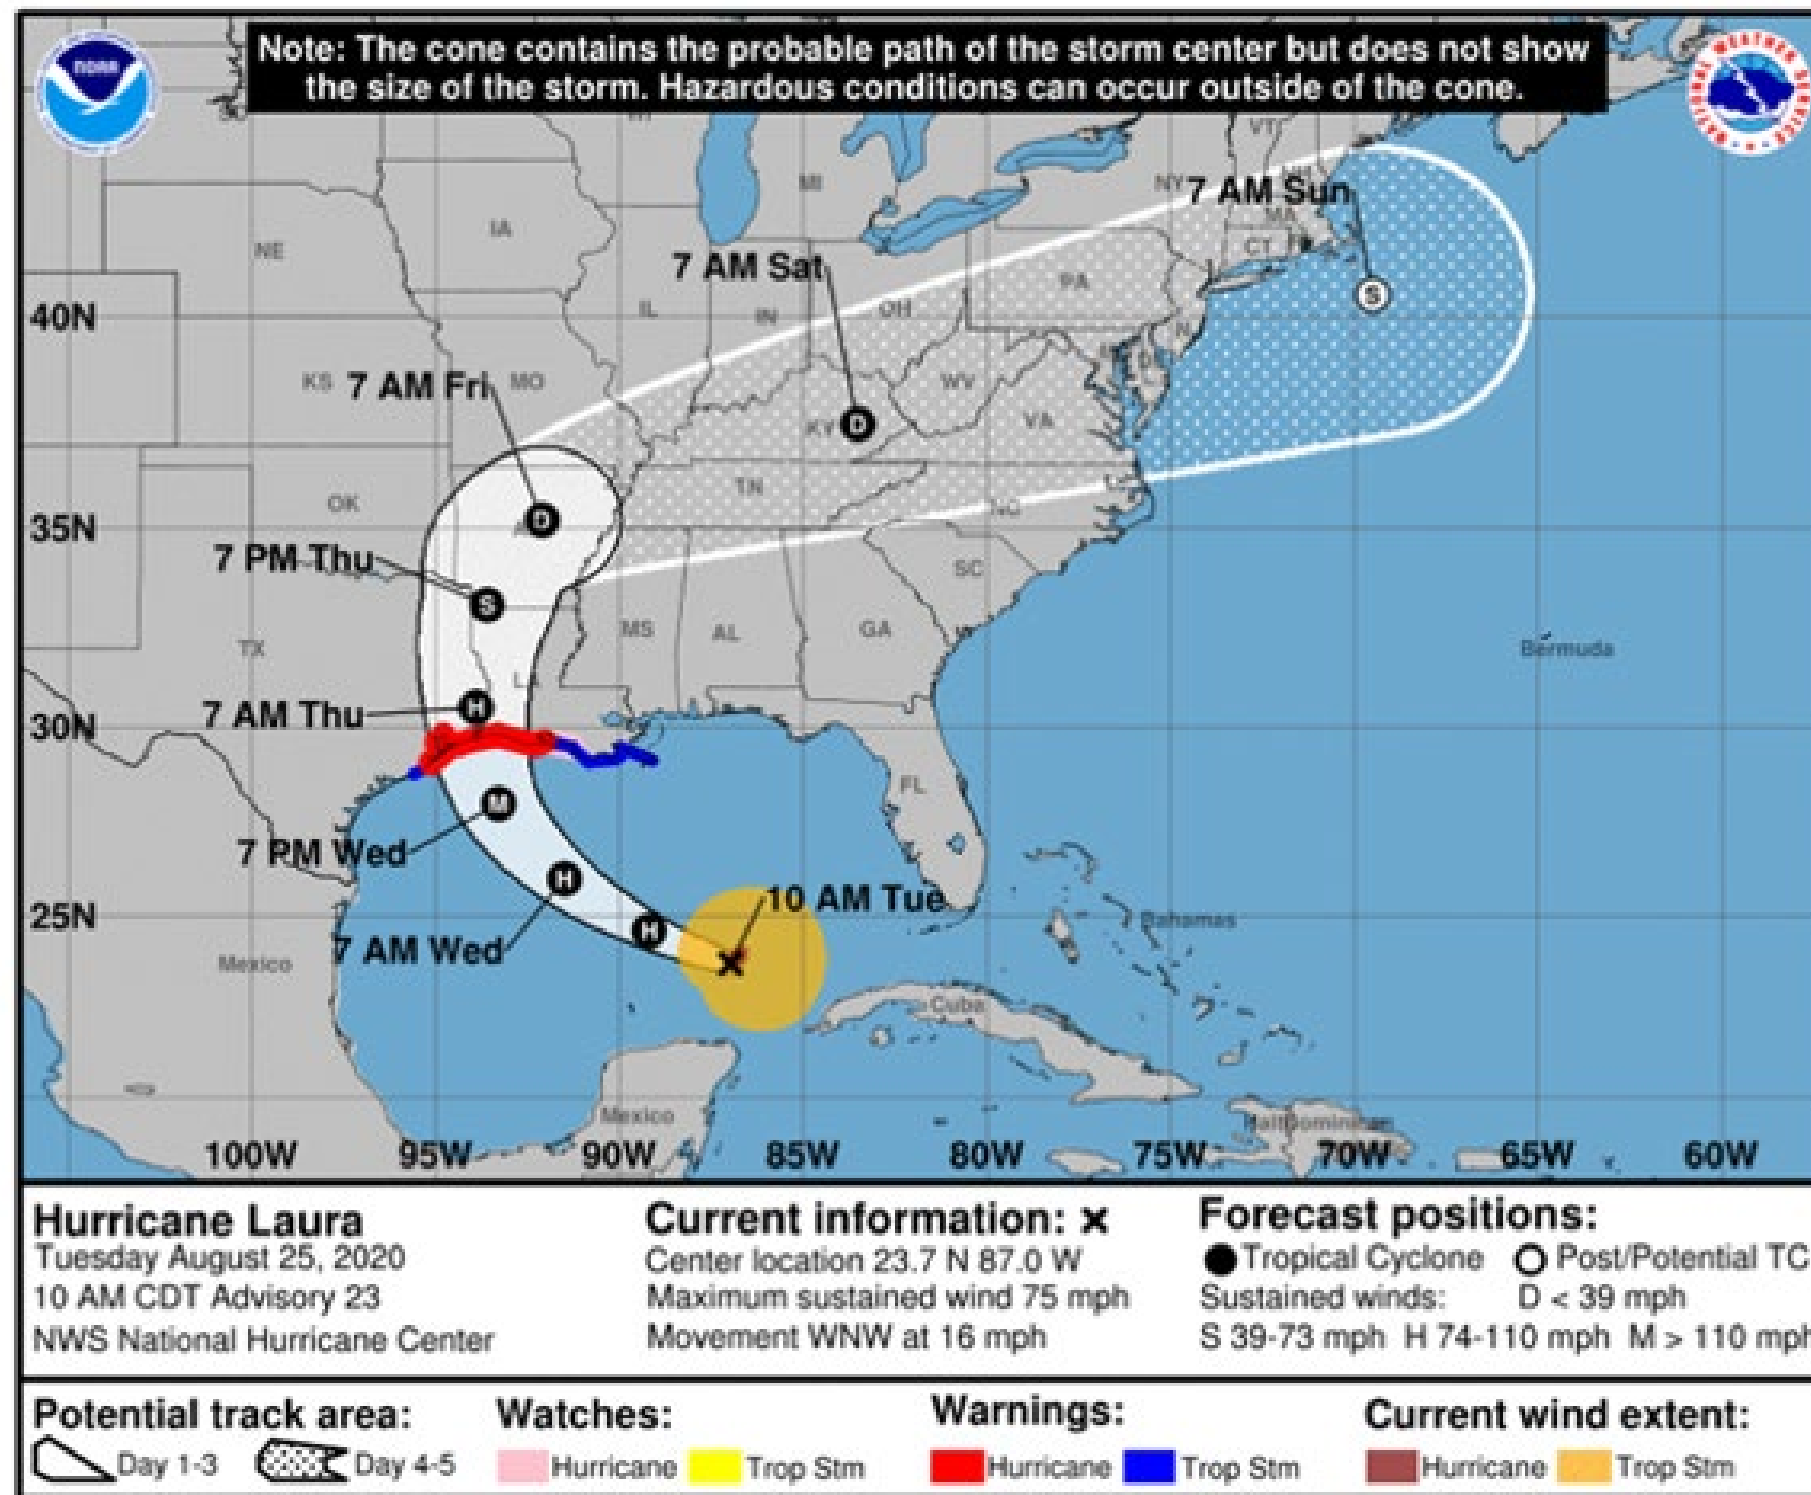 Note: The cone contains the probable path of the storm center but does not show
the size of the storm. Hazardous conditions can occur outside of the cone.
noaa
NATIONAL WEATHER SERVICE
VT
MI
NY
7 AM Sun
MA
IA
CT
NE
7 AM Sat
PA
S
40N
IL
IN
OH
KS
7 AM Fri
MO
WV
KY
D
VA
OK
TN
NC
35N
D
7 PM Thu
SC
S
TX
MS
AL
GA
Bermuda
LA
7 AM Thu
H
30N
FL
M
7 PM Wed
H
10 AM Tue
25N
H
Bahamas
7 AM Wed
Mexico
Cuba
Mexico
Haiti
Dominican
100W 95W 90W 85W 80W 75W 70W 65W 60W
Hurricane Laura
Tuesday August 25, 2020
10 AM CDT Advisory 23
NWS National Hurricane Center
Current information: x
Center location 23.7 N 87.0 W
Maximum sustained wind 75 mph
Movement WNW at 16 mph
Forecast positions:
Tropical Cyclone Post/Potential TC
Sustained winds: D < 39 mph
S 39-73 mph H 74-110 mph M > 110 mph
Potential track area:
Day 1-3 Day 4-5
Watches:
Hurricane Trop Stm
Warnings:
Hurricane Trop Stm
Current wind extent:
Hurricane Trop Stm